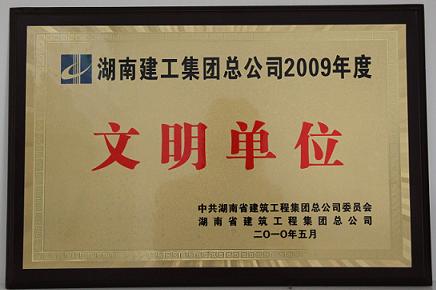 湖南建工集团总公司2009年度
文明单位
中共湖南省建筑工程集团总公司委员会
湖南省建筑工程集团总公司
二〇一〇年五月